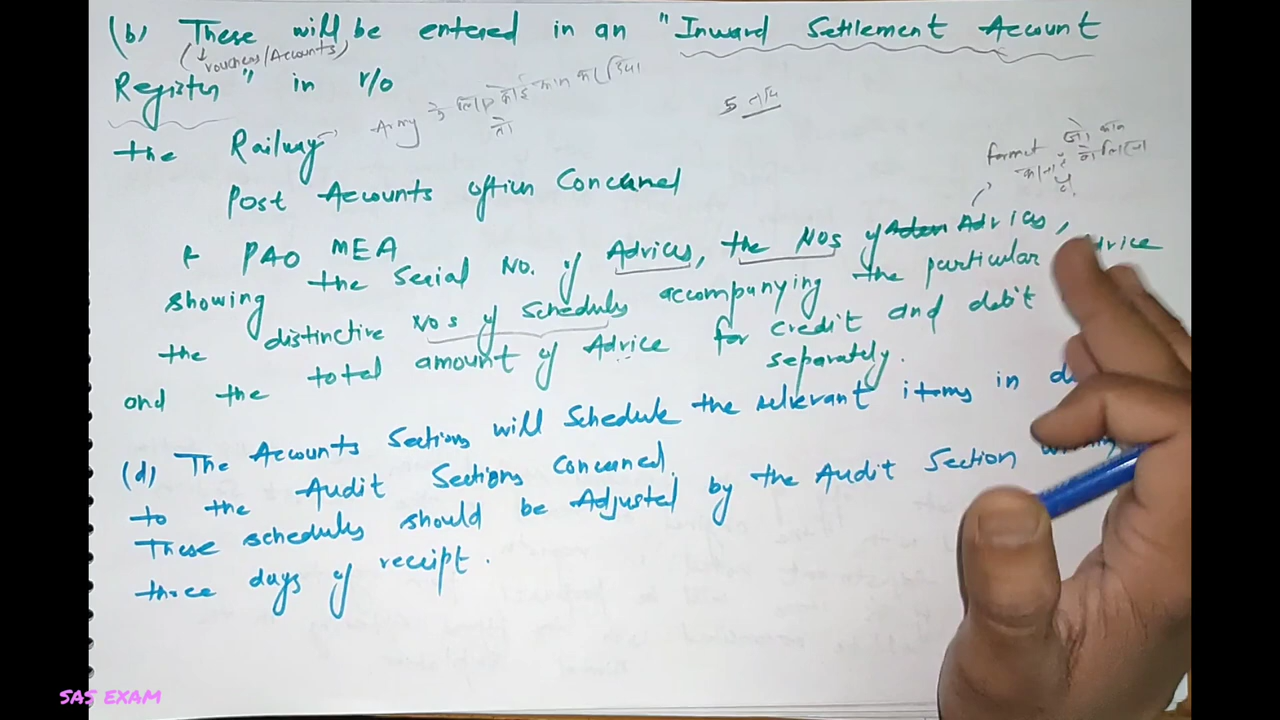 (b) These will be entered in an "Inward Settlement Account
(↓ vouchers/Accounts)
Register" in r/o
Army के लिए कोई काम कर दिया तो
5 तारीख
the Railway
format जो काम
Post Accounts officer Concerned
& PAO MEA
showing the Serial No. of Advices, the NOs of Advices,
the distinctive Nos of Schedules accompanying the particular Advice
and the total amount of Advice for credit and debit
separately.
(d) The Accounts Sections will Schedule the relevant items in
to the Audit Sections Concerned.
These schedules should be Adjusted by the Audit Section
three days of receipt.
SAS EXAM